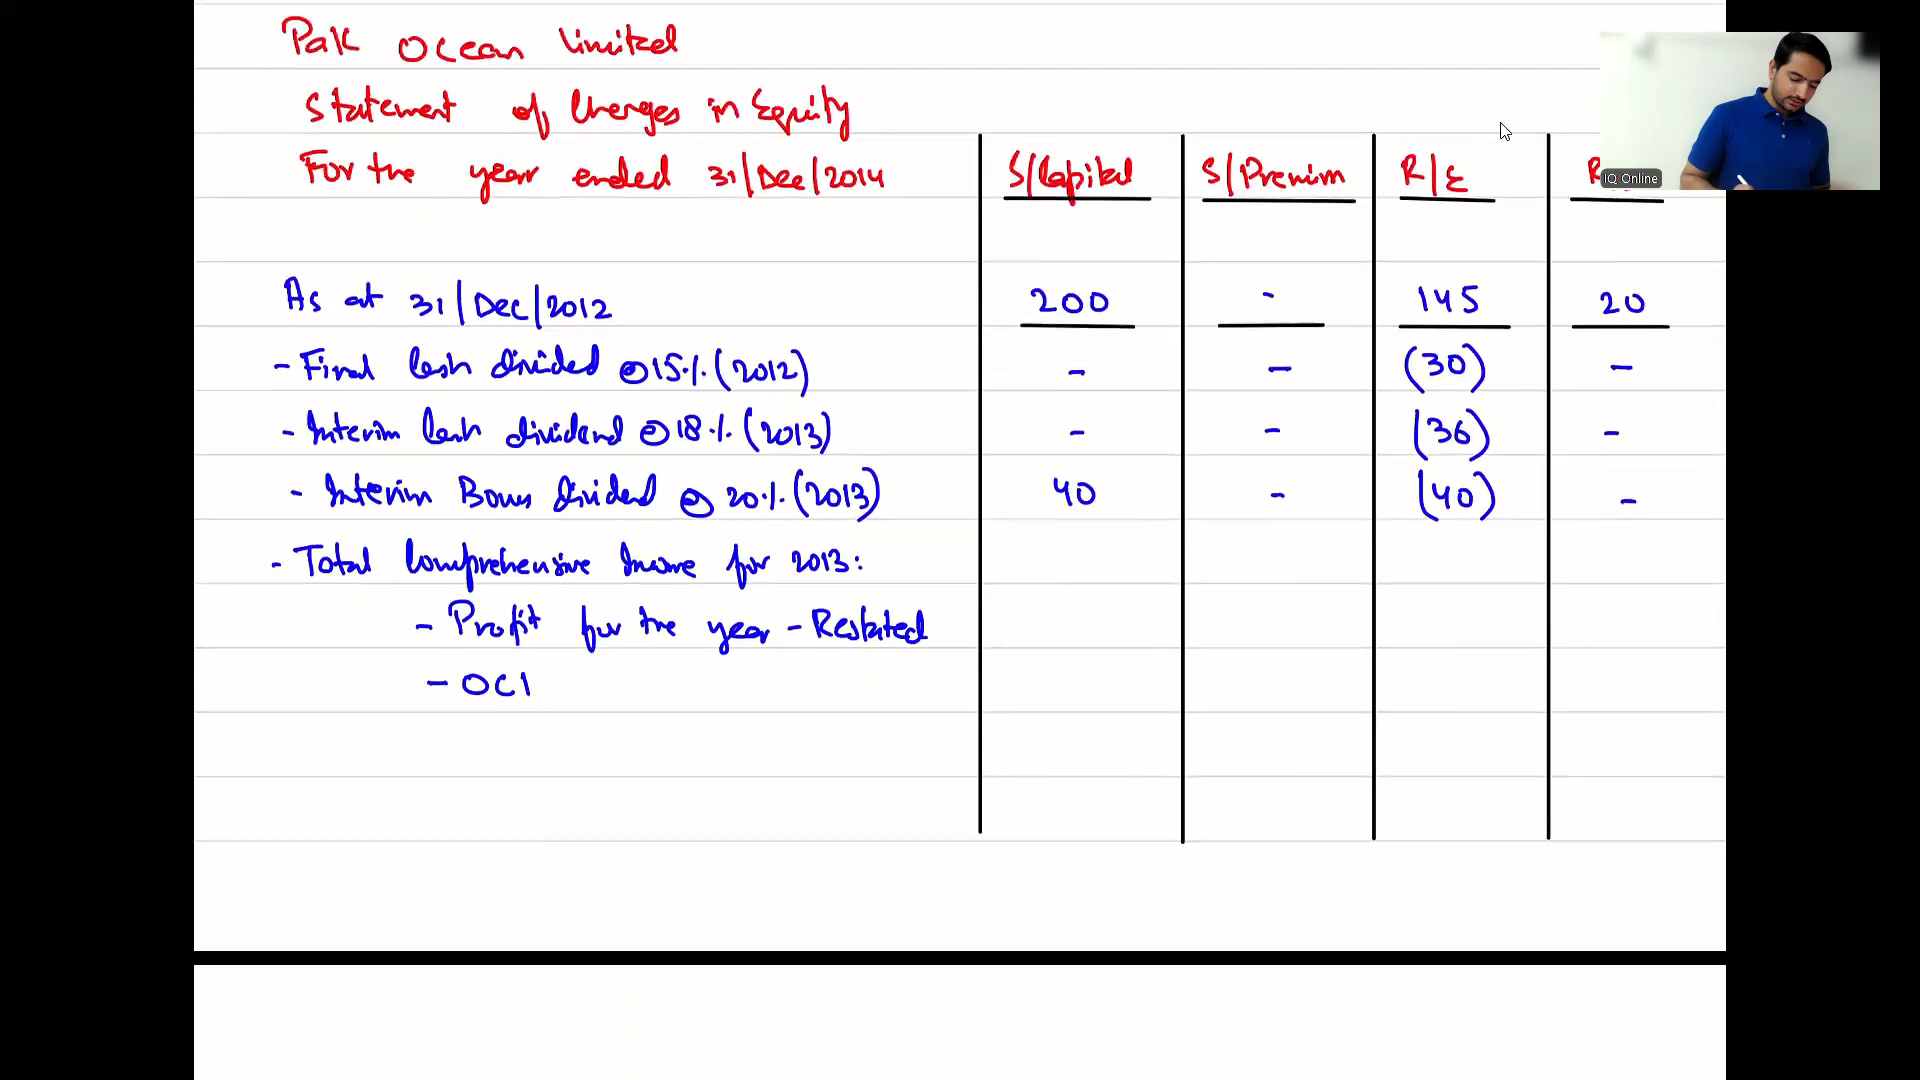 Pak Ocean Limited
Statement of Changes in Equity
For the year ended 31/Dec/2014 S/Capital S/Premium R/E R
IQ Online
As at 31/Dec/2012 200 - 145 20
- Final Cash dividend @ 15% (2012) - - (30) -
- Interim Cash dividend @ 18% (2013) - - (36) -
- Interim Bonus dividend @ 20% (2013) 40 - (40) -
- Total Comprehensive Income for 2013:
- Profit for the year - Restated
- OCI